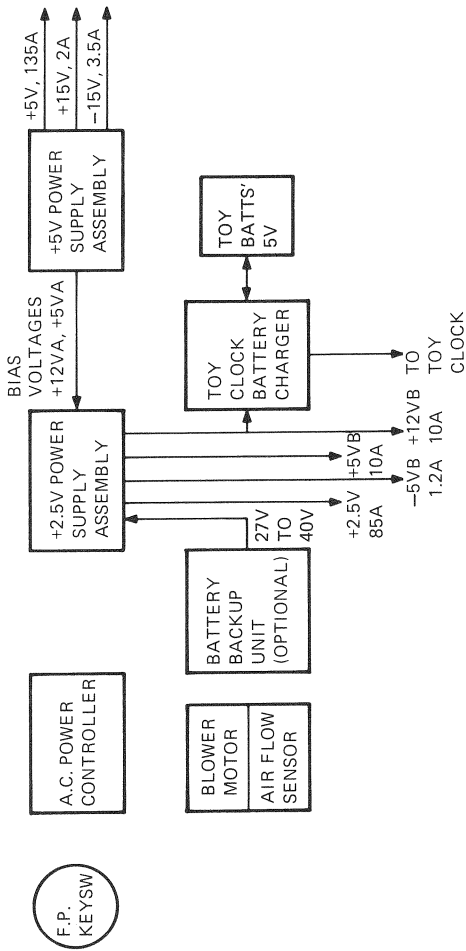 F.P.
KEYSW
A.C. POWER
CONTROLLER
BLOWER
MOTOR
AIR FLOW
SENSOR
+2.5V POWER
SUPPLY
ASSEMBLY
BATTERY
BACKUP
UNIT
(OPTIONAL)
27V
TO
40V
BIAS
VOLTAGES
+12VA, +5VA
+5V POWER
SUPPLY
ASSEMBLY
+5V, 135A
+15V, 2A
−15V, 3.5A
TOY
CLOCK
BATTERY
CHARGER
TOY
BATTS'
5V
+2.5V
85A
−5VB
1.2A
+5VB
10A
+12VB
10A
TO
TOY
CLOCK